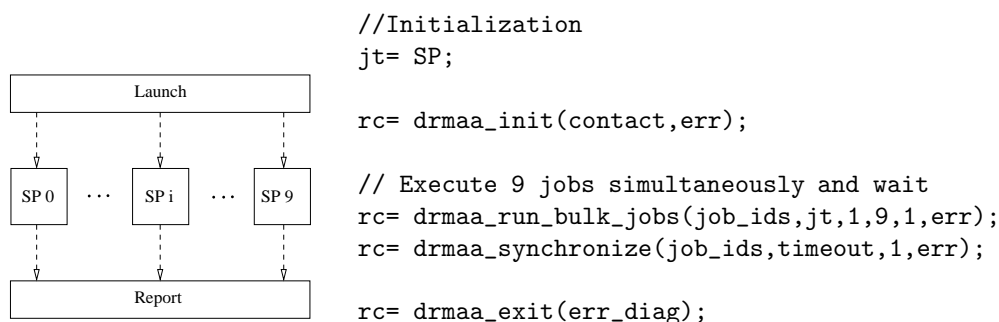 Launch
SP 0 ... SP i ... SP 9
Report
//Initialization
jt= SP;
rc= drmaa_init(contact,err);
// Execute 9 jobs simultaneously and wait
rc= drmaa_run_bulk_jobs(job_ids,jt,1,9,1,err);
rc= drmaa_synchronize(job_ids,timeout,1,err);
rc= drmaa_exit(err_diag);